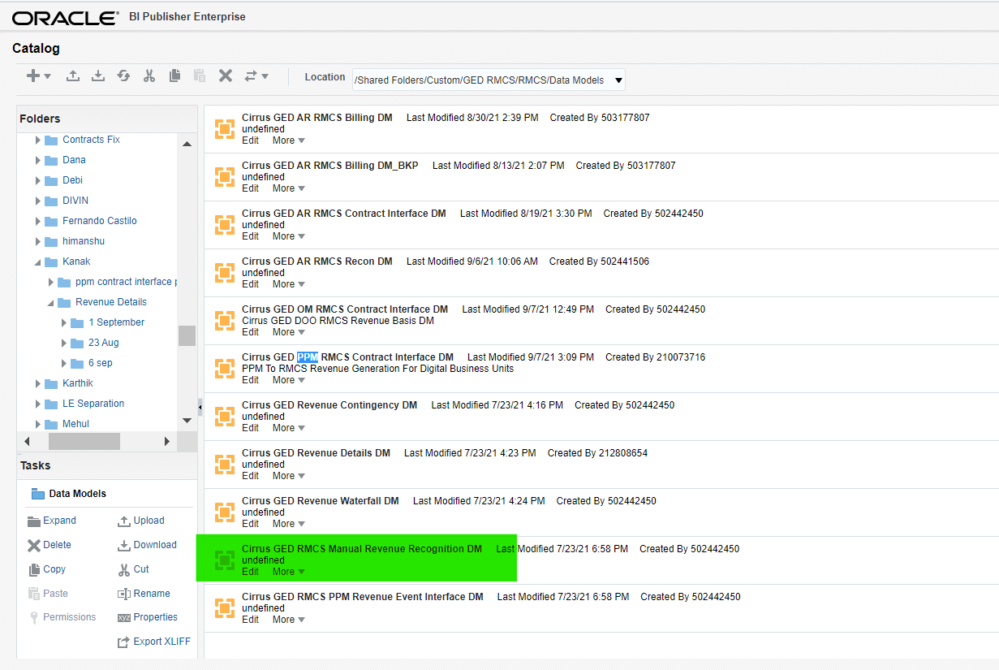 ORACLE® BI Publisher Enterprise
Catalog
Location /Shared Folders/Custom/GED RMCS/RMCS/Data Models
Folders
Contracts Fix
Dana
Debi
DIVIN
Fernando Castilo
himanshu
Kanak
ppm contract interface p
Revenue Details
1 September
23 Aug
6 sep
Karthik
LE Separation
Mehul
Tasks
Data Models
Expand Upload
Delete Download
Copy Cut
Paste Rename
Permissions xyz Properties
Export XLIFF
Cirrus GED AR RMCS Billing DM Last Modified 8/30/21 2:39 PM Created By 503177807
undefined
Edit More
Cirrus GED AR RMCS Billing DM_BKP Last Modified 8/13/21 2:07 PM Created By 503177807
undefined
Edit More
Cirrus GED AR RMCS Contract Interface DM Last Modified 8/19/21 3:30 PM Created By 502442450
undefined
Edit More
Cirrus GED AR RMCS Recon DM Last Modified 9/6/21 10:06 AM Created By 502441506
undefined
Edit More
Cirrus GED OM RMCS Contract Interface DM Last Modified 9/7/21 12:49 PM Created By 502442450
Cirrus GED DOO RMCS Revenue Basis DM
Edit More
Cirrus GED PPM RMCS Contract Interface DM Last Modified 9/7/21 3:09 PM Created By 210073716
PPM To RMCS Revenue Generation For Digital Business Units
Edit More
Cirrus GED Revenue Contingency DM Last Modified 7/23/21 4:16 PM Created By 502442450
undefined
Edit More
Cirrus GED Revenue Details DM Last Modified 7/23/21 4:23 PM Created By 212808654
undefined
Edit More
Cirrus GED Revenue Waterfall DM Last Modified 7/23/21 4:24 PM Created By 502442450
undefined
Edit More
Cirrus GED RMCS Manual Revenue Recognition DM Last Modified 7/23/21 6:58 PM Created By 502442450
undefined
Edit More
Cirrus GED RMCS PPM Revenue Event Interface DM Last Modified 7/23/21 6:58 PM Created By 502442450
undefined
Edit More